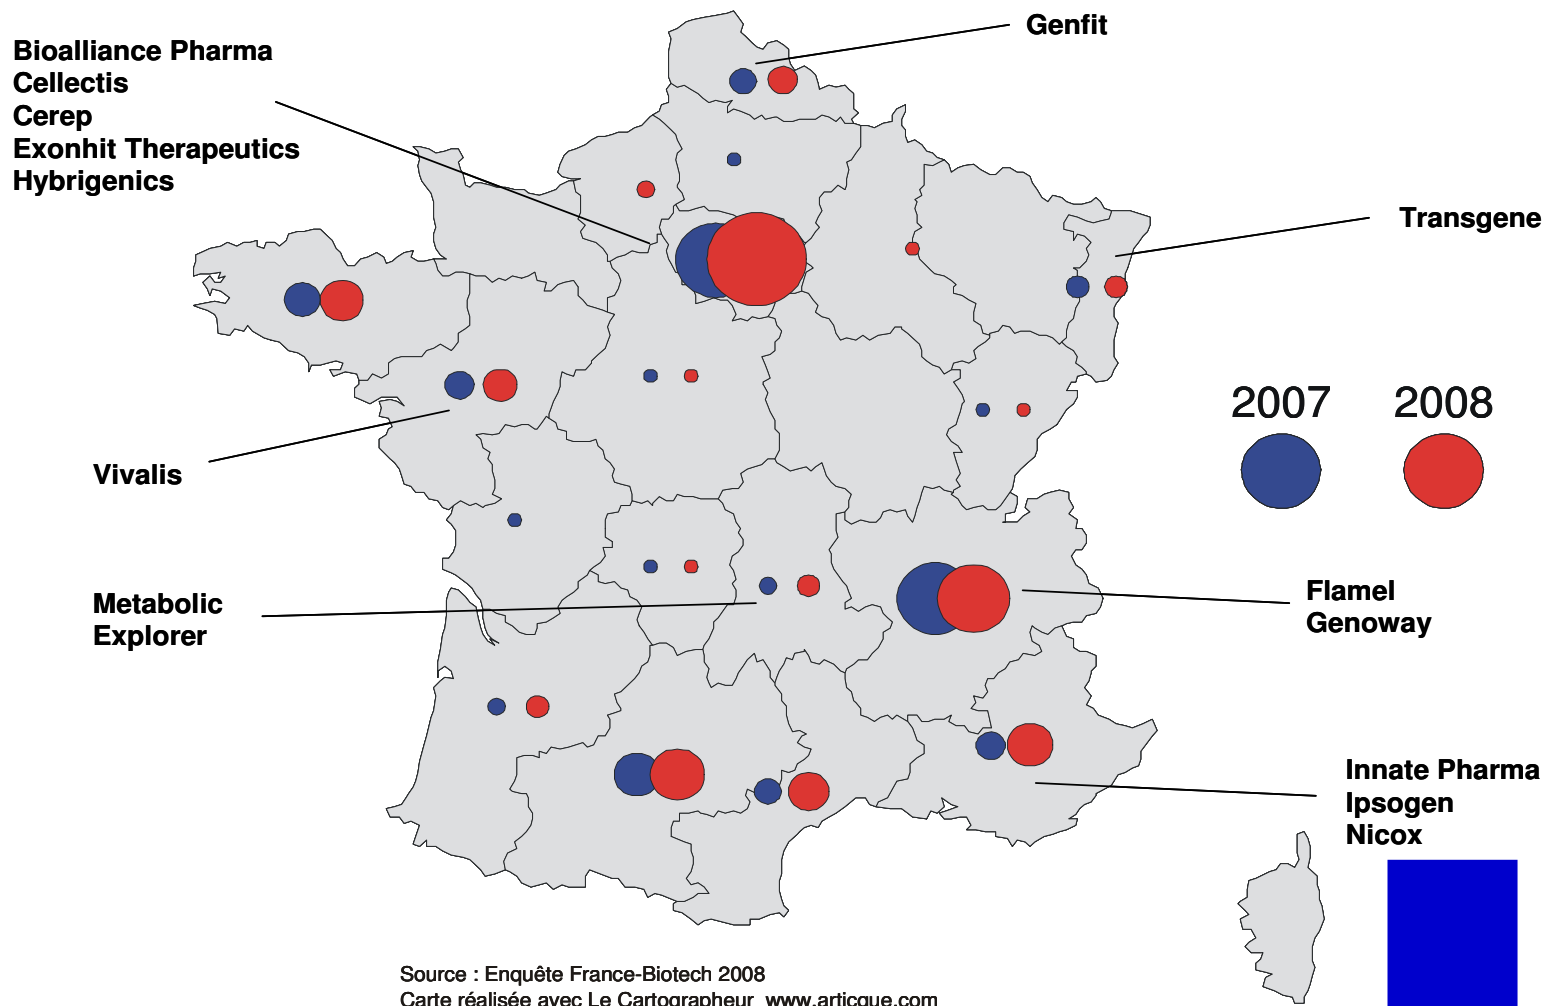 Genfit
Bioalliance Pharma
Cellectis
Cerep
Exonhit Therapeutics
Hybrigenics
Transgene
2007 2008
Vivalis
Metabolic
Explorer
Flamel
Genoway
Innate Pharma
Ipsogen
Nicox
Source : Enquête France-Biotech 2008
Carte réalisée avec Le Cartographeur www.articque.com